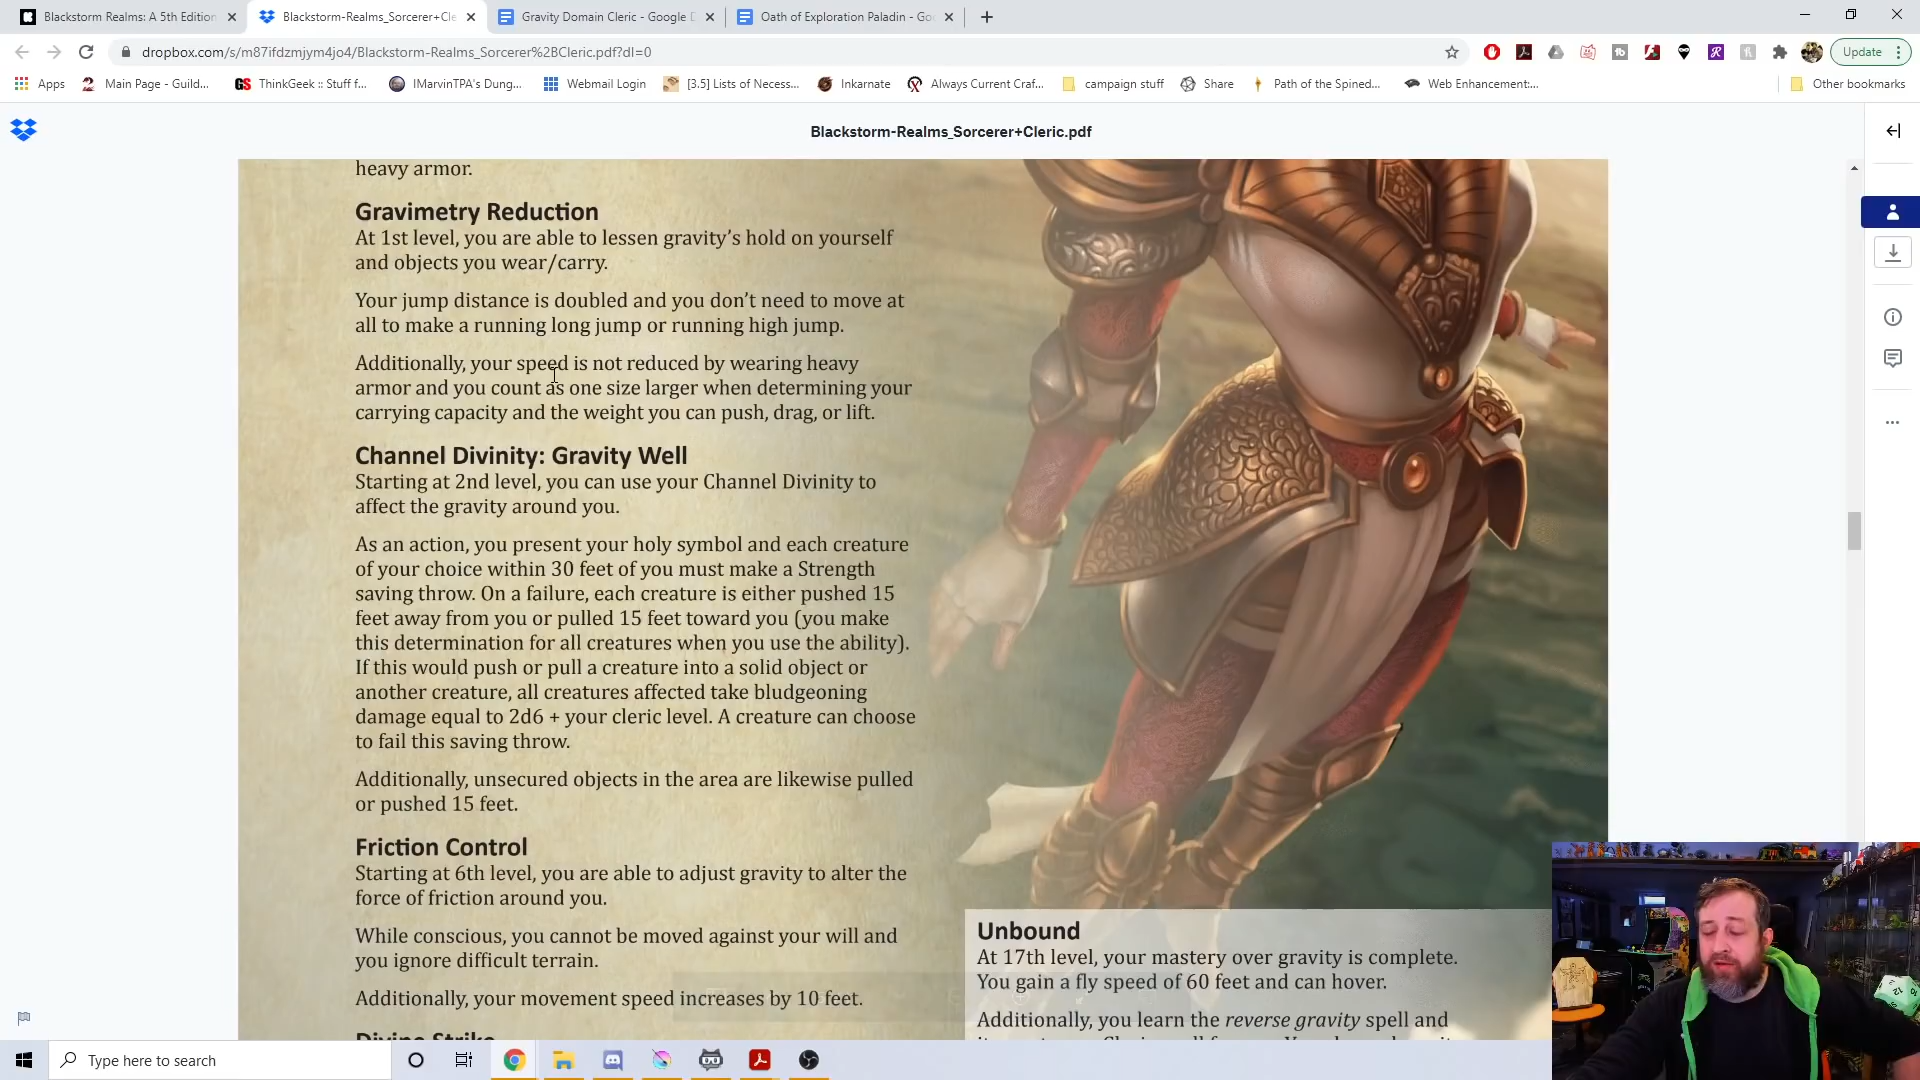 Blackstorm Realms: A 5th Edition
Blackstorm-Realms_Sorcerer+Cle
Gravity Domain Cleric - Google D
Oath of Exploration Paladin - Goo
dropbox.com/s/m87ifdzmjym4jo4/Blackstorm-Realms_Sorcerer%2BCleric.pdf?dl=0
Update
Apps
Main Page - Guild...
GS
ThinkGeek :: Stuff f...
IMarvinTPA's Dung...
Webmail Login
[3.5] Lists of Necess...
Inkarnate
Always Current Craf...
campaign stuff
Share
Path of the Spined...
Web Enhancement:...
Other bookmarks
Blackstorm-Realms_Sorcerer+Cleric.pdf
heavy armor.
Gravimetry Reduction
At 1st level, you are able to lessen gravity's hold on yourself
and objects you wear/carry.
Your jump distance is doubled and you don't need to move at
all to make a running long jump or running high jump.
Additionally, your speed is not reduced by wearing heavy
armor and you count as one size larger when determining your
carrying capacity and the weight you can push, drag, or lift.
Channel Divinity: Gravity Well
Starting at 2nd level, you can use your Channel Divinity to
affect the gravity around you.
As an action, you present your holy symbol and each creature
of your choice within 30 feet of you must make a Strength
saving throw. On a failure, each creature is either pushed 15
feet away from you or pulled 15 feet toward you (you make
this determination for all creatures when you use the ability).
If this would push or pull a creature into a solid object or
another creature, all creatures affected take bludgeoning
damage equal to 2d6 + your cleric level. A creature can choose
to fail this saving throw.
Additionally, unsecured objects in the area are likewise pulled
or pushed 15 feet.
Friction Control
Starting at 6th level, you are able to adjust gravity to alter the
force of friction around you.
While conscious, you cannot be moved against your will and
you ignore difficult terrain.
Additionally, your movement speed increases by 10 feet.
Divine Strike
Unbound
At 17th level, your mastery over gravity is complete.
You gain a fly speed of 60 feet and can hover.
Additionally, you learn the reverse gravity spell and
Type here to search
12